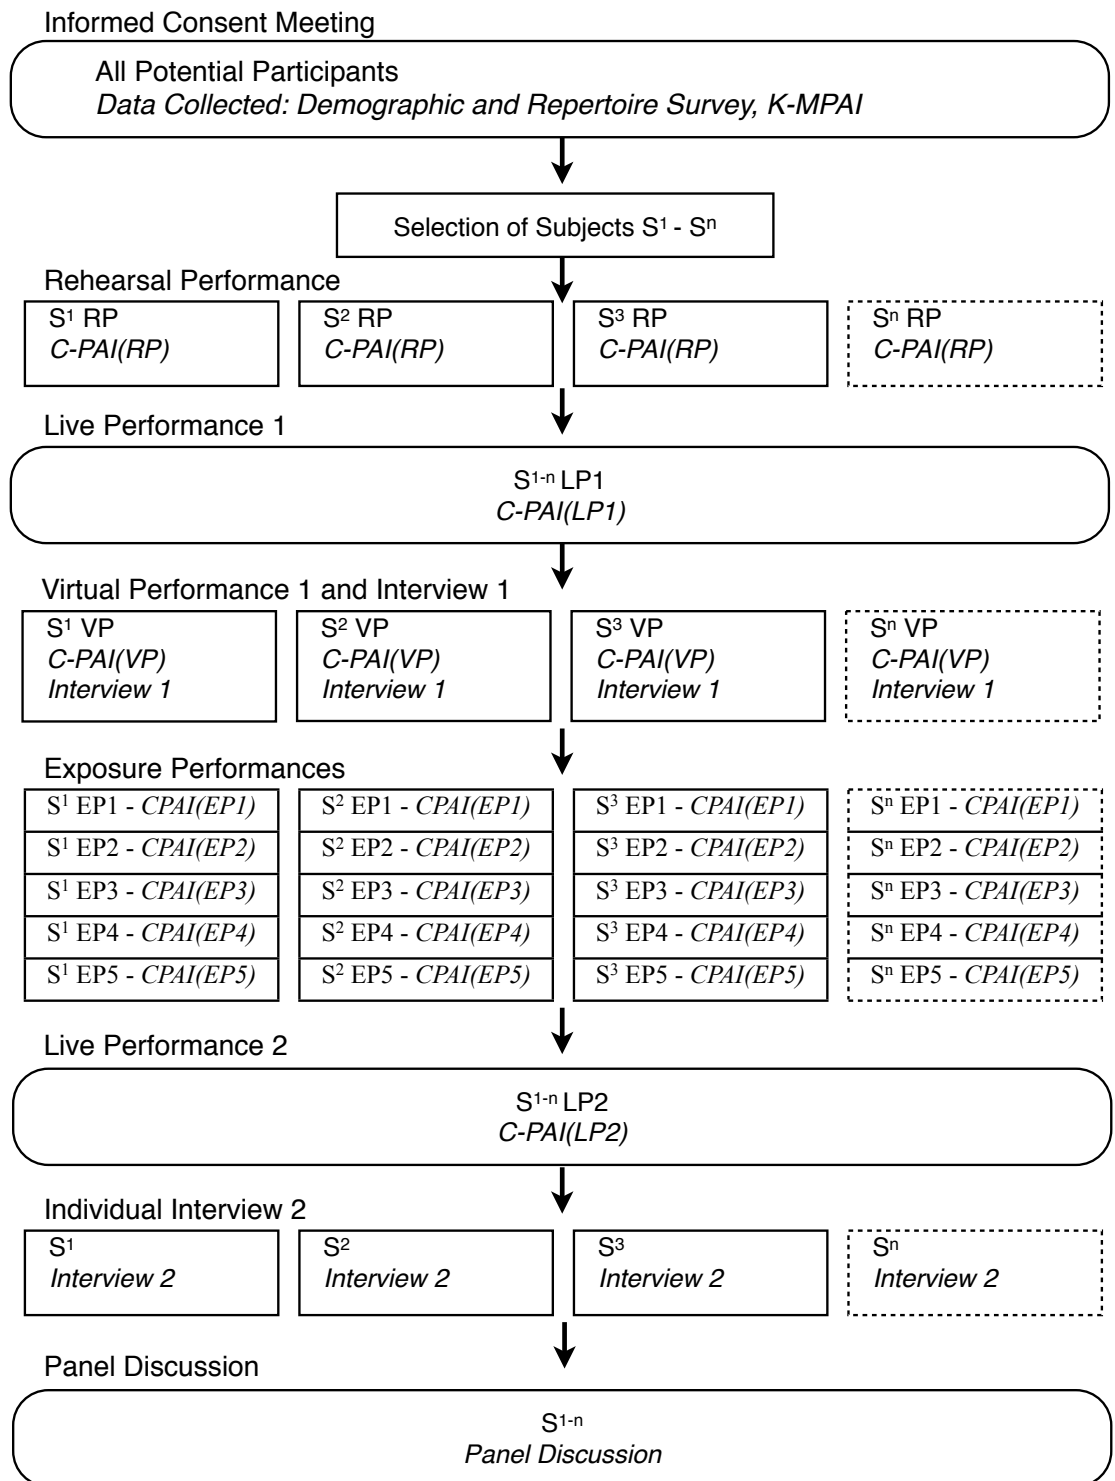 Informed Consent Meeting
All Potential Participants
Data Collected: Demographic and Repertoire Survey, K-MPAI
Selection of Subjects S¹ - Sⁿ
Rehearsal Performance
S¹ RP
C-PAI(RP)
S² RP
C-PAI(RP)
S³ RP
C-PAI(RP)
Sⁿ RP
C-PAI(RP)
Live Performance 1
S¹⁻ⁿ LP1
C-PAI(LP1)
Virtual Performance 1 and Interview 1
S¹ VP
C-PAI(VP)
Interview 1
S² VP
C-PAI(VP)
Interview 1
S³ VP
C-PAI(VP)
Interview 1
Sⁿ VP
C-PAI(VP)
Interview 1
Exposure Performances
S¹ EP1 - CPAI(EP1)
S¹ EP2 - CPAI(EP2)
S¹ EP3 - CPAI(EP3)
S¹ EP4 - CPAI(EP4)
S¹ EP5 - CPAI(EP5)
S² EP1 - CPAI(EP1)
S² EP2 - CPAI(EP2)
S² EP3 - CPAI(EP3)
S² EP4 - CPAI(EP4)
S² EP5 - CPAI(EP5)
S³ EP1 - CPAI(EP1)
S³ EP2 - CPAI(EP2)
S³ EP3 - CPAI(EP3)
S³ EP4 - CPAI(EP4)
S³ EP5 - CPAI(EP5)
Sⁿ EP1 - CPAI(EP1)
Sⁿ EP2 - CPAI(EP2)
Sⁿ EP3 - CPAI(EP3)
Sⁿ EP4 - CPAI(EP4)
Sⁿ EP5 - CPAI(EP5)
Live Performance 2
S¹⁻ⁿ LP2
C-PAI(LP2)
Individual Interview 2
S¹
Interview 2
S²
Interview 2
S³
Interview 2
Sⁿ
Interview 2
Panel Discussion
S¹⁻ⁿ
Panel Discussion